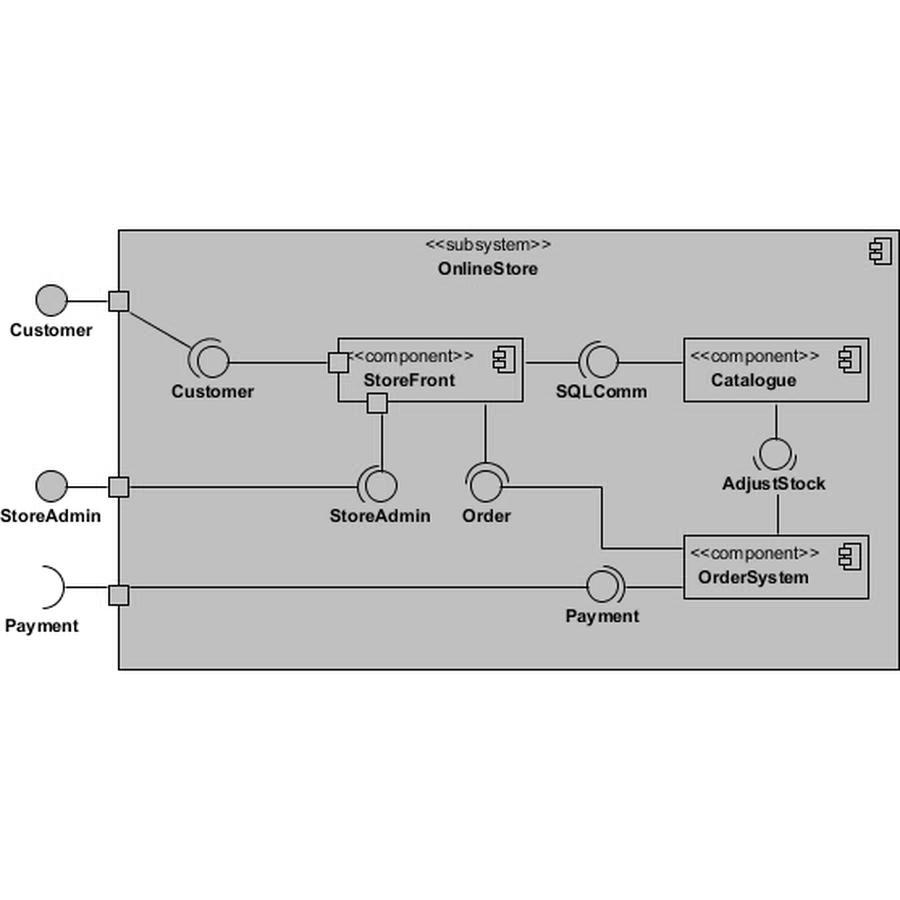 <<subsystem>>
OnlineStore
Customer
<<component>>
StoreFront
<<component>>
Catalogue
Customer
SQLComm
AdjustStock
StoreAdmin
StoreAdmin
Order
<<component>>
OrderSystem
Payment
Payment